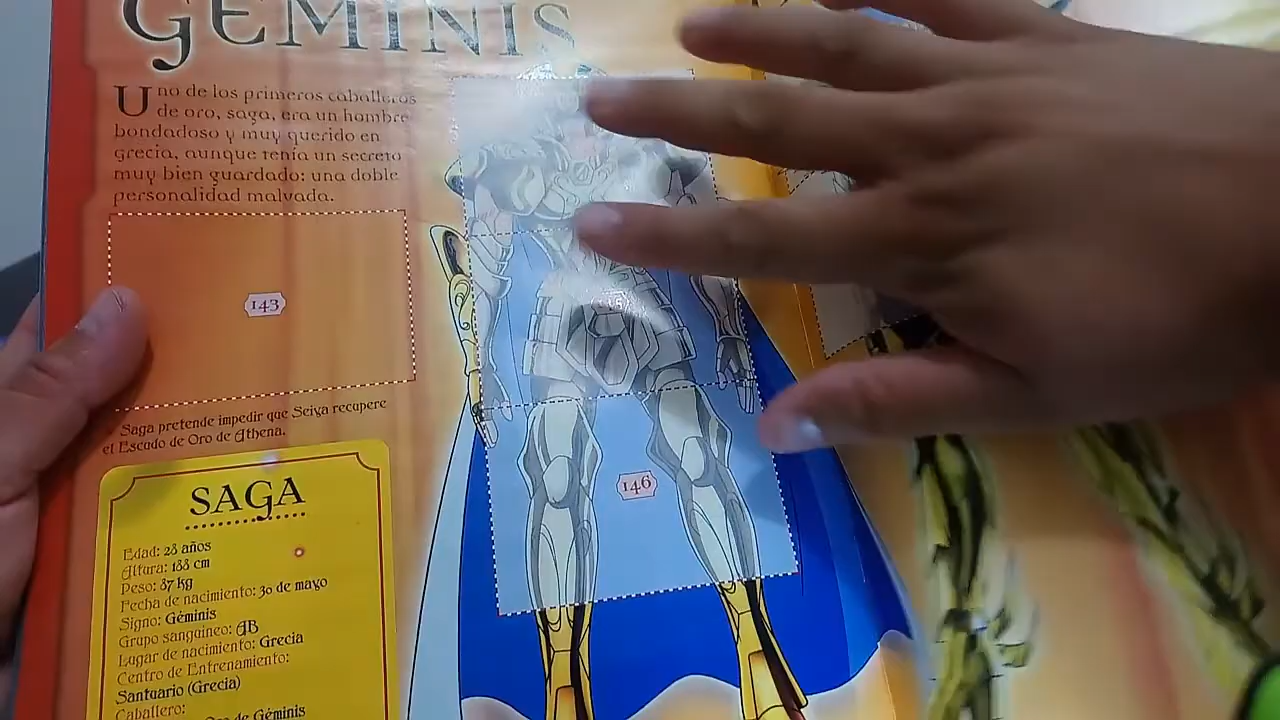 GÉMINIS
Uno de los primeros caballeros
de oro, saga, era un hombre
bondadoso y muy querido en
grecia, aunque tenía un secreto
muy bien guardado: una doble
personalidad malvada.
143
Saga pretende impedir que Seiya recupere
el Escudo de Oro de Athena.
SAGA
Edad: 28 años
Altura: 188 cm
Peso: 87 kg
Fecha de nacimiento: 30 de mayo
Signo: Géminis
Grupo sanguíneo: AB
Lugar de nacimiento: Grecia
Centro de Entrenamiento:
Santuario (Grecia)
Caballero:
de Géminis
146